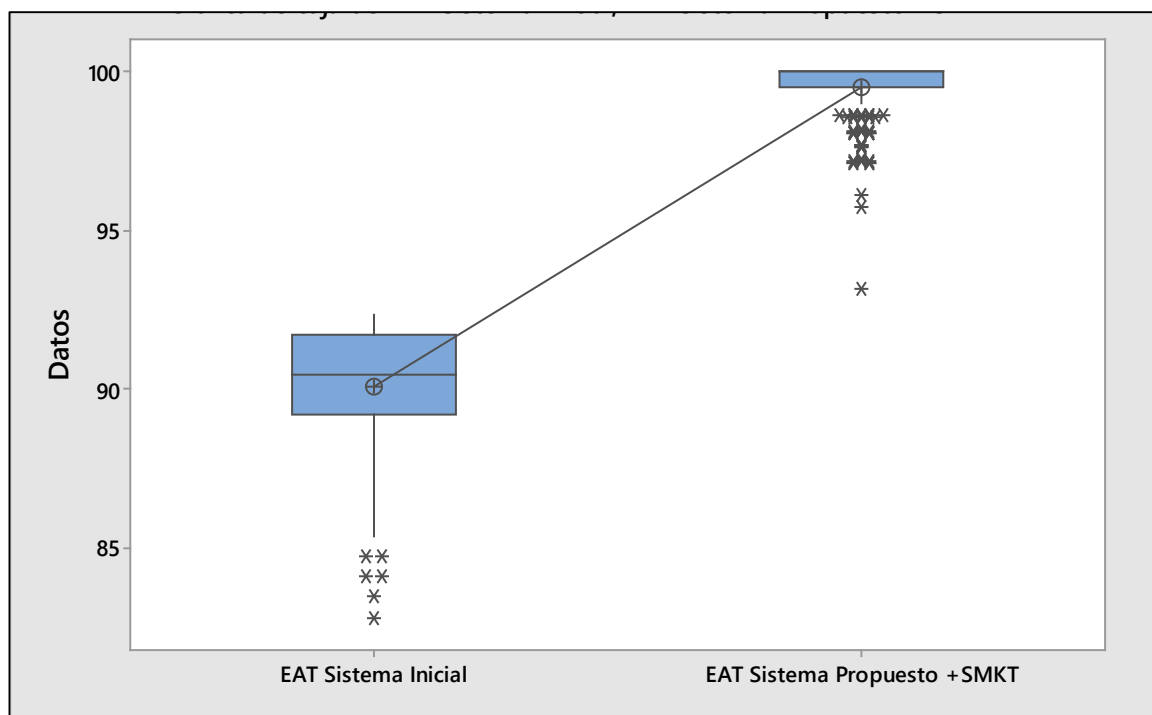 100
95
90
85
Datos
EAT Sistema Inicial
EAT Sistema Propuesto +SMKT